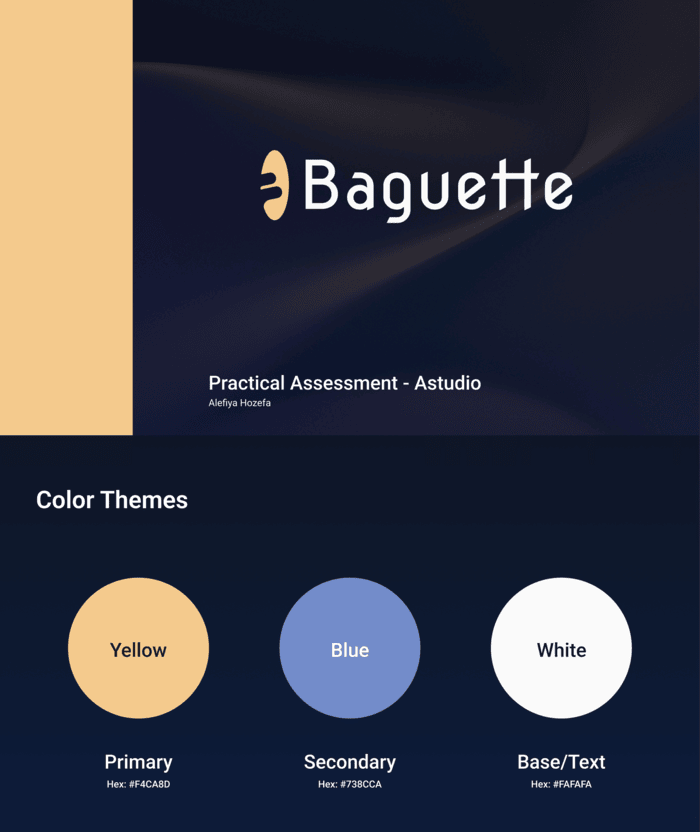 Baguette
Practical Assessment - Astudio
Alefiya Hozefa
Color Themes
Yellow
Blue
White
Primary
Secondary
Base/Text
Hex: #F4CA8D
Hex: #738CCA
Hex: #FAFAFA